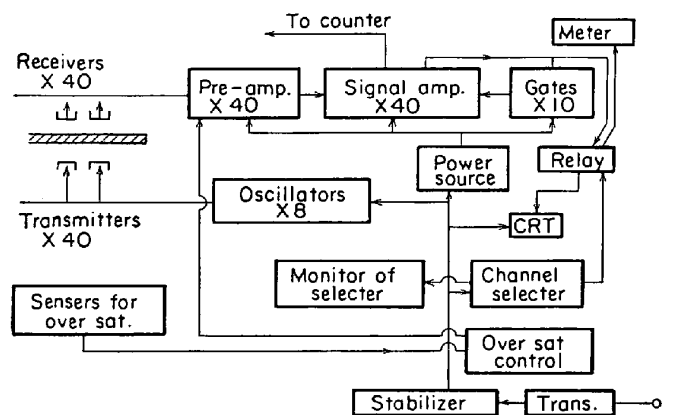 To counter
Meter
Receivers
X 40
Pre-amp.
X 40
Signal amp.
X 40
Gates
X 10
Power
source
Relay
Oscillators
X 8
Transmitters
X 40
CRT
Monitor of
selecter
Channel
selecter
Sensers for
over sat.
Over sat
control
Stabilizer
Trans.